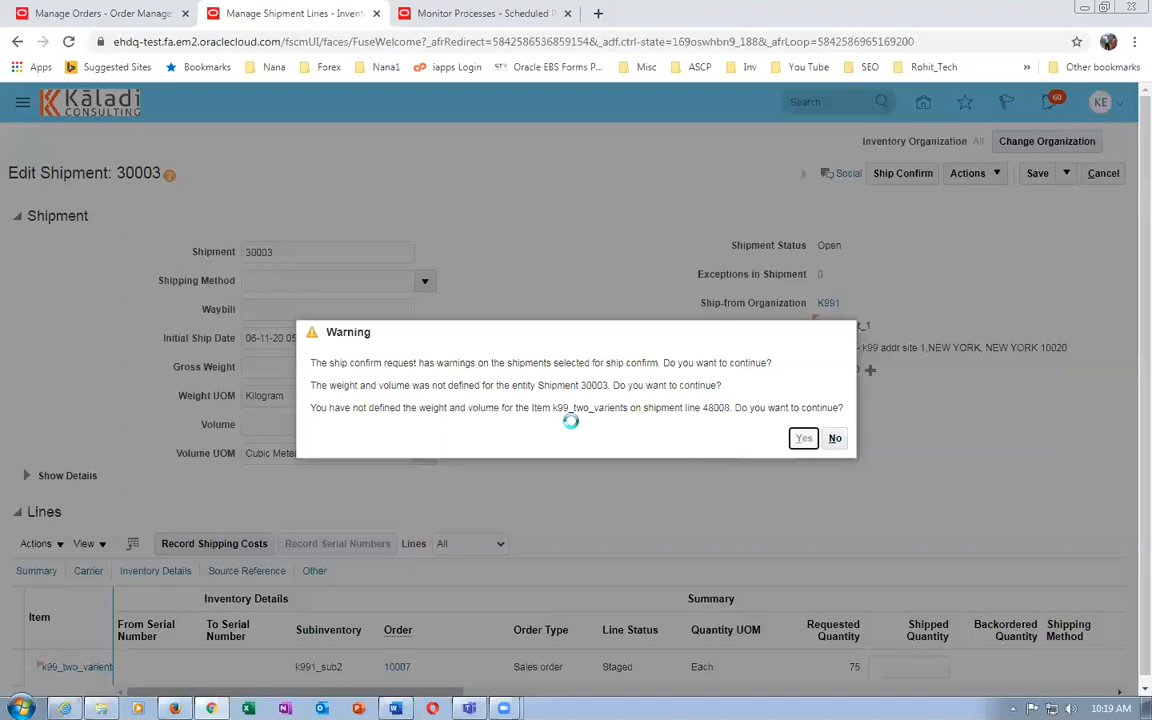 Manage Orders - Order Manage
Manage Shipment Lines - Invent
Monitor Processes - Scheduled P
ehdq-test.fa.em2.oraclecloud.com/fscmUI/faces/FuseWelcome?_afrRedirect=5842586536859154&_adf.ctrl-state=169oswhbn9_188&_afrLoop=5842586965169200
Apps Suggested Sites Bookmarks Nana Forex Nana1 iapps Login Oracle EBS Forms P... Misc ASCP Inv You Tube SEO Rohit_Tech » Other bookmarks
Kāladi CONSULTING Search 60 KE
Inventory Organization All Change Organization
Edit Shipment: 30003 Social Ship Confirm Actions Save Cancel
Shipment
Shipment 30003 Shipment Status Open
Shipping Method Exceptions in Shipment 0
Waybill Ship-from Organization K991
Initial Ship Date 06-11-20 05 t_1
Gross Weight k99 addr site 1,NEW YORK, NEW YORK 10020
Weight UOM Kilogram
Volume
Volume UOM Cubic Mete
Warning
The ship confirm request has warnings on the shipments selected for ship confirm. Do you want to continue?
The weight and volume was not defined for the entity Shipment 30003. Do you want to continue?
You have not defined the weight and volume for the Item k99_two_varients on shipment line 48008. Do you want to continue?
Yes No
Show Details
Lines
Actions View Record Shipping Costs Record Serial Numbers Lines All
Summary Carrier Inventory Details Source Reference Other
Inventory Details Summary
Item From Serial Number To Serial Number Subinventory Order Order Type Line Status Quantity UOM Requested Quantity Shipped Quantity Backordered Quantity Shipping Method
k99_two_varient k991_sub2 10007 Sales order Staged Each 75
10:19 AM